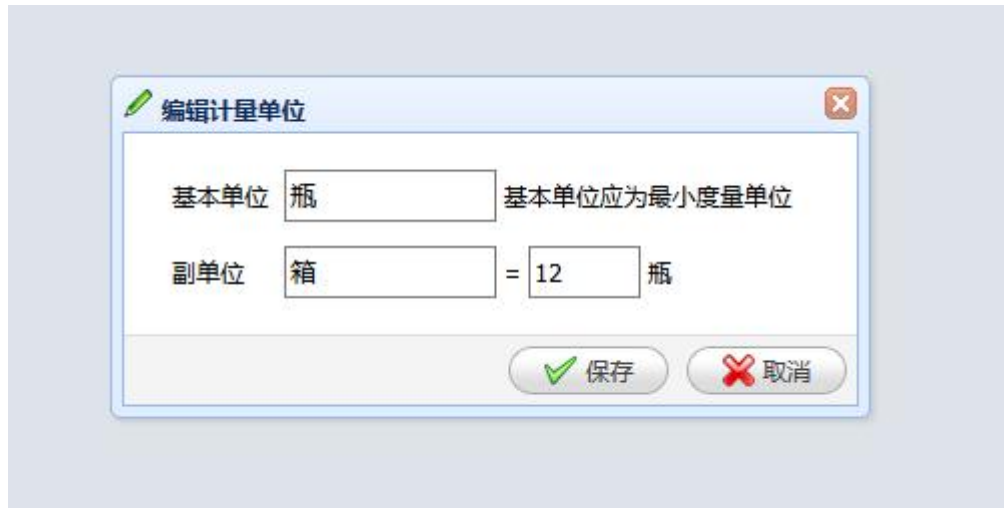 编辑计量单位
基本单位 瓶 基本单位应为最小度量单位
副单位 箱 = 12 瓶
保存 取消